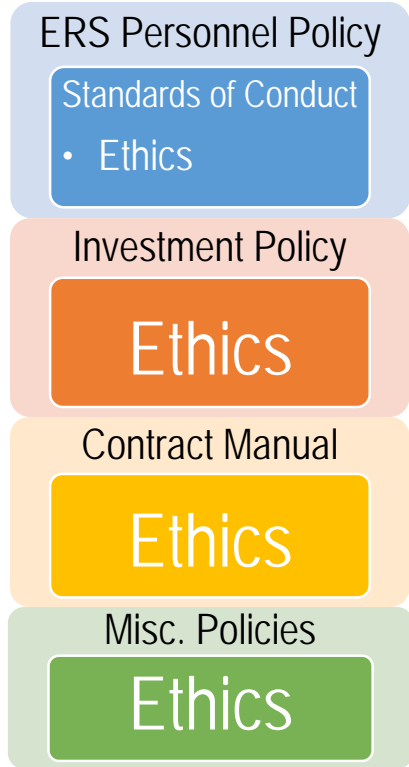 ERS Personnel Policy
Standards of Conduct
• Ethics
Investment Policy
Ethics
Contract Manual
Ethics
Misc. Policies
Ethics